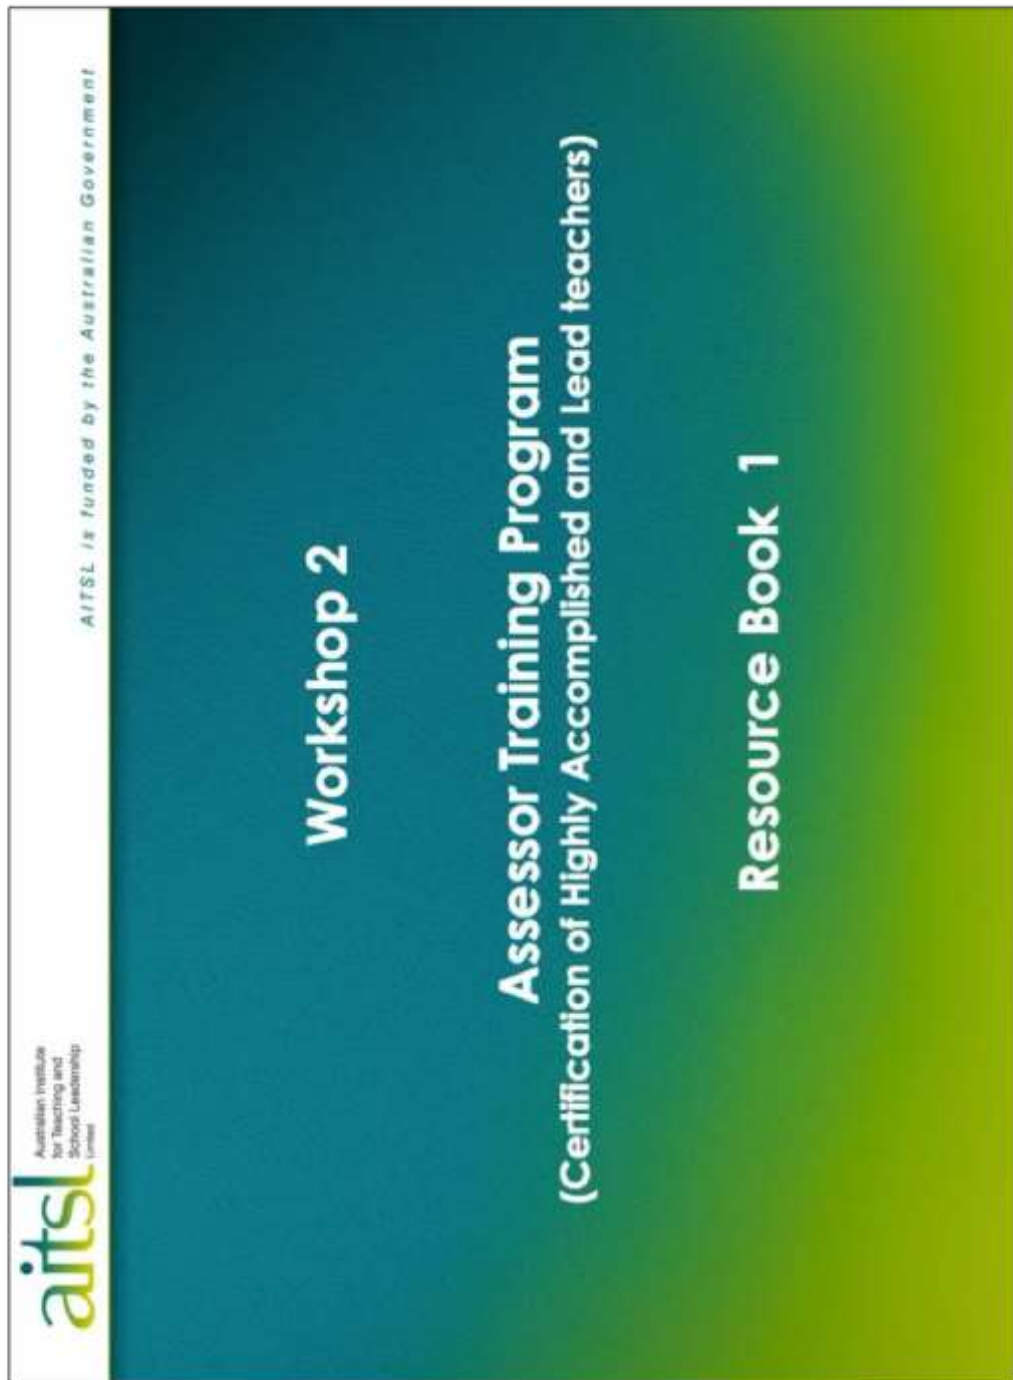 aitsl
Australian Institute
for Teaching and
School Leadership
Limited
AITSL is funded by the Australian Government
Workshop 2
Assessor Training Program
(Certification of Highly Accomplished and Lead teachers)
Resource Book 1